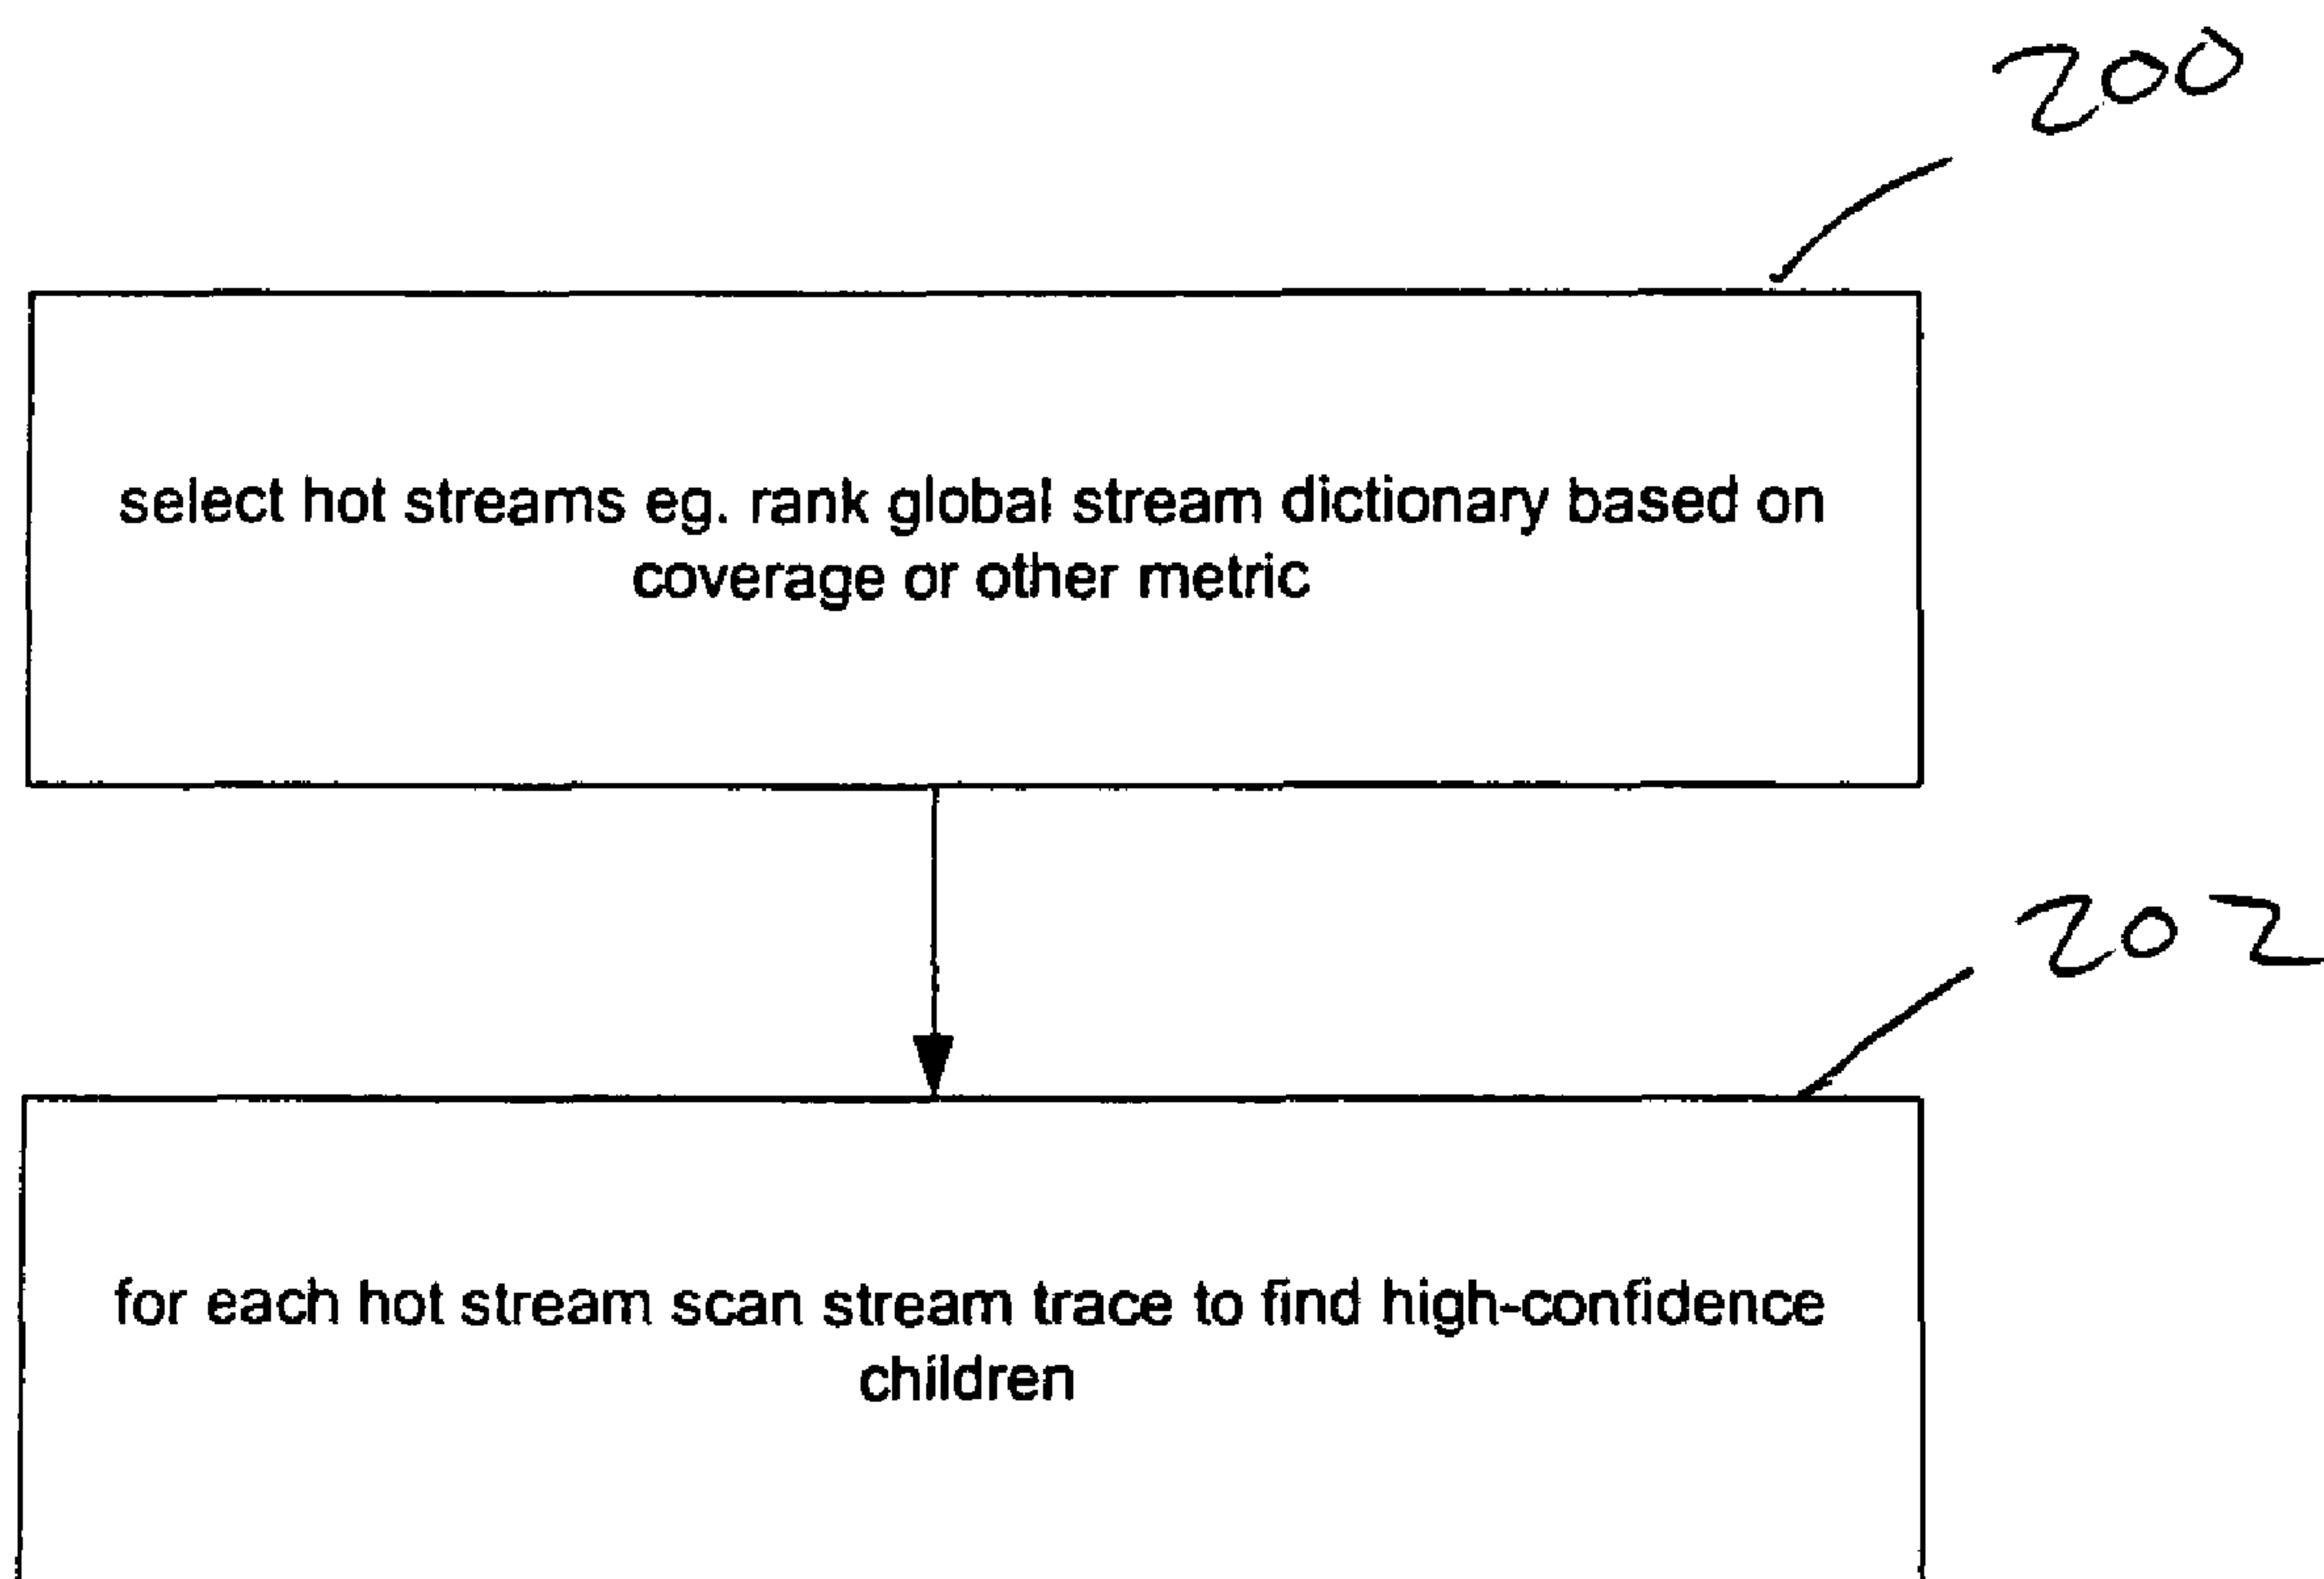 200
select hot streams eg. rank global stream dictionary based on
coverage or other metric
202
for each hot stream scan stream trace to find high-confidence
children